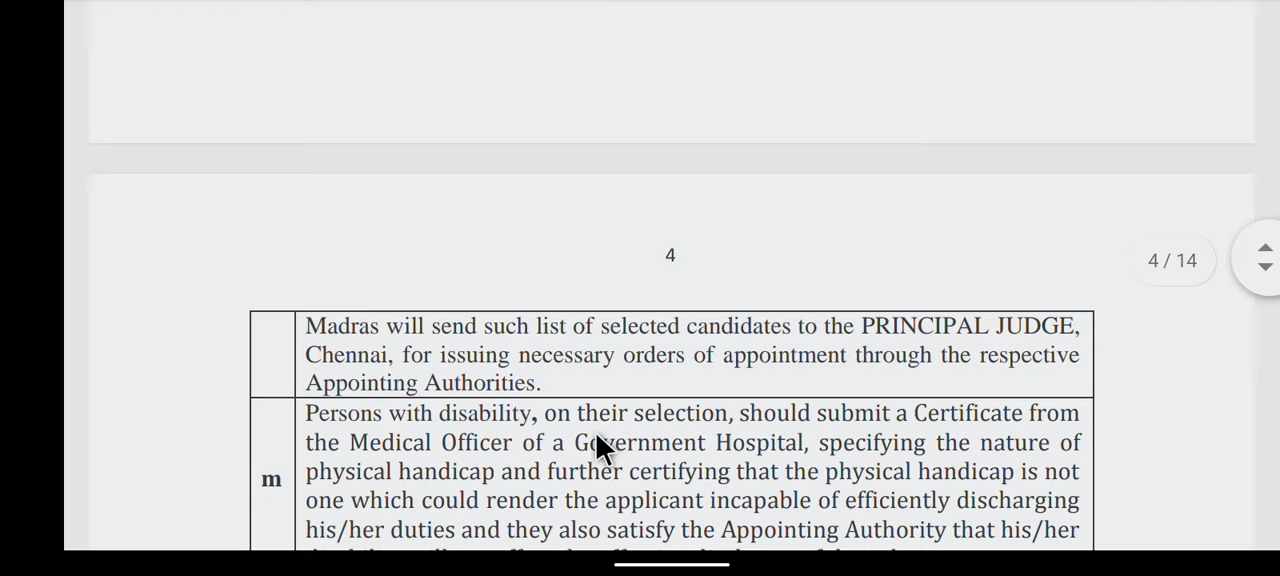 4
4 / 14
Madras will send such list of selected candidates to the PRINCIPAL JUDGE,
Chennai, for issuing necessary orders of appointment through the respective
Appointing Authorities.
Persons with disability, on their selection, should submit a Certificate from
the Medical Officer of a Government Hospital, specifying the nature of
m
physical handicap and further certifying that the physical handicap is not
one which could render the applicant incapable of efficiently discharging
his/her duties and they also satisfy the Appointing Authority that his/her